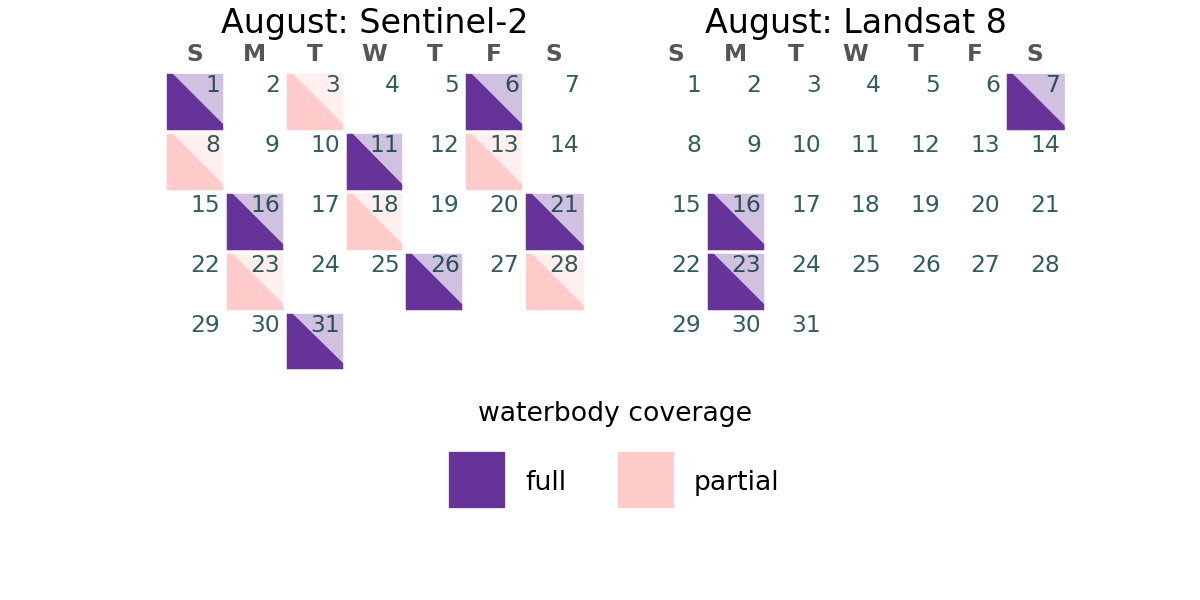 August: Sentinel-2
S M T W T F S
1 2 3 4 5 6 7
8 9 10 11 12 13 14
15 16 17 18 19 20 21
22 23 24 25 26 27 28
29 30 31
August: Landsat 8
S M T W T F S
1 2 3 4 5 6 7
8 9 10 11 12 13 14
15 16 17 18 19 20 21
22 23 24 25 26 27 28
29 30 31
waterbody coverage
full
partial